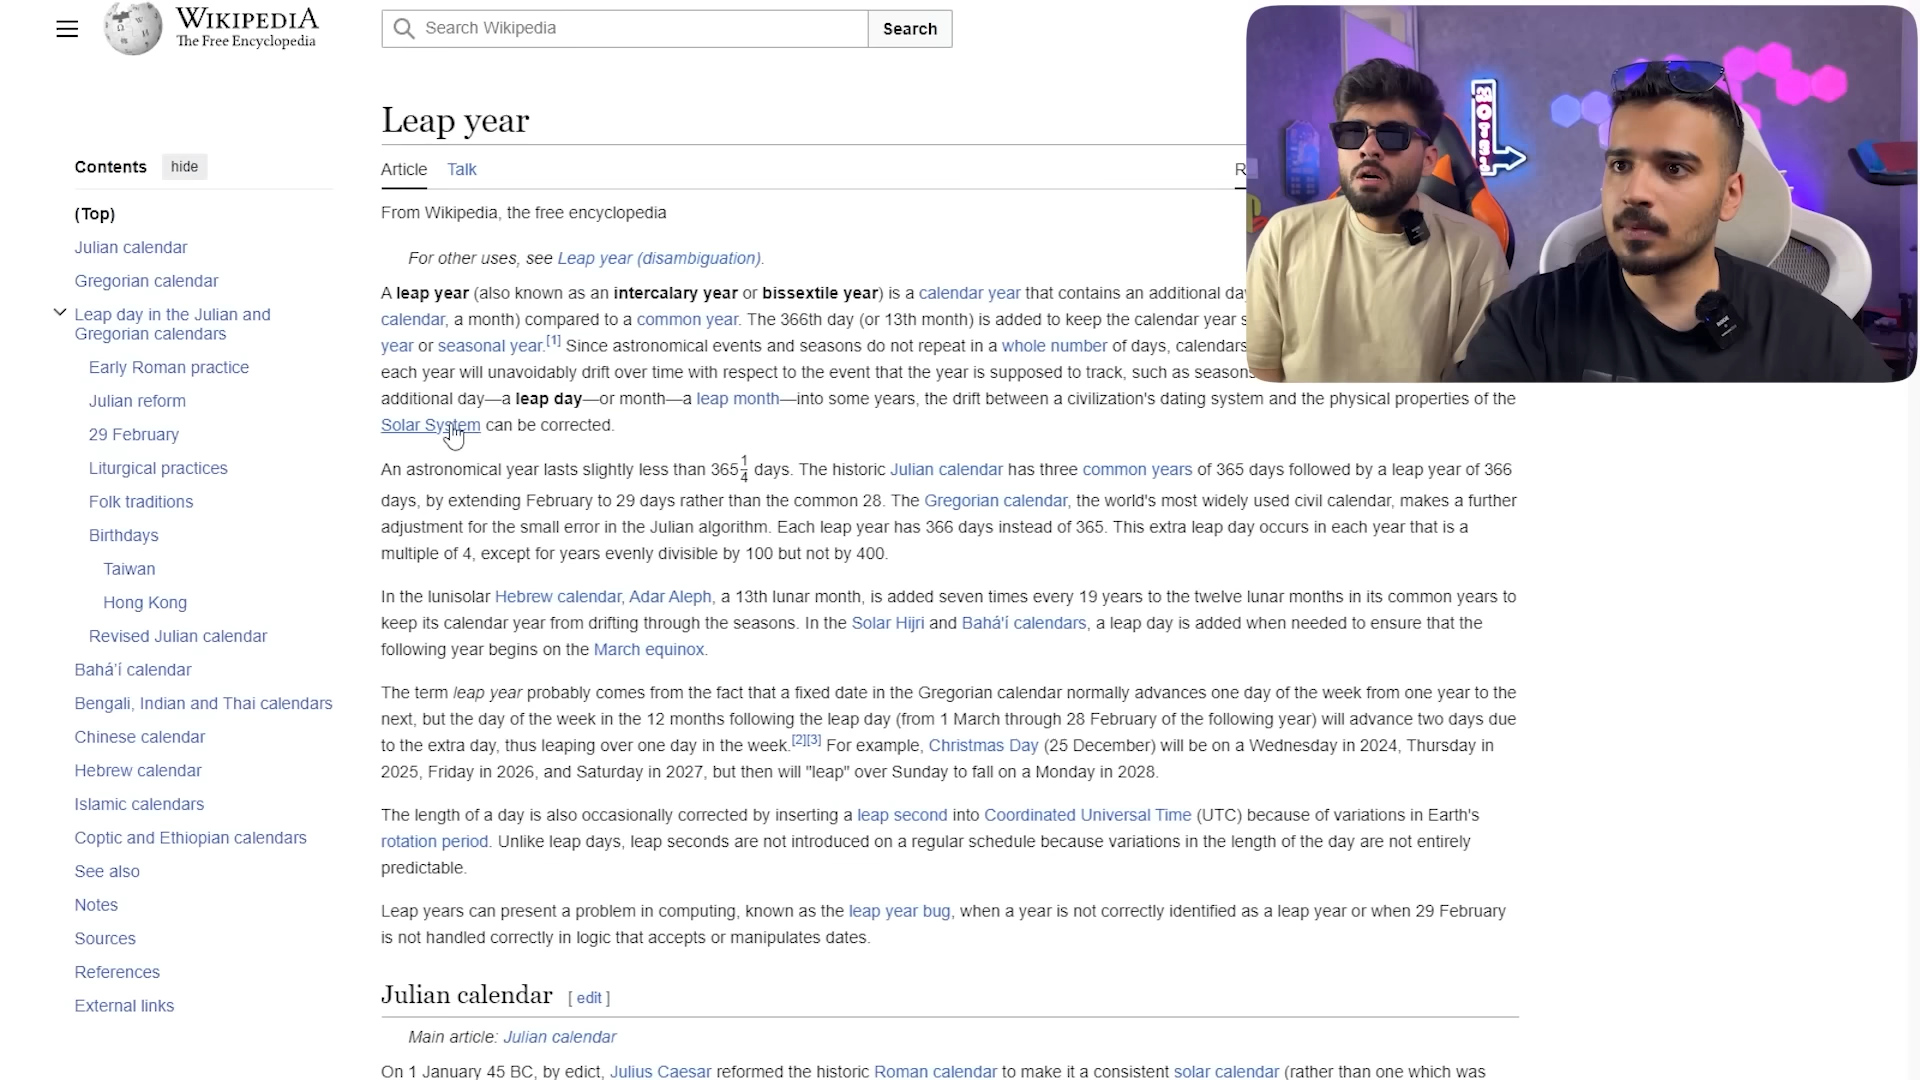 WIKIPEDIA
The Free Encyclopedia
Search Wikipedia
Search
Contents
hide
(Top)
Julian calendar
Gregorian calendar
Leap day in the Julian and
Gregorian calendars
Early Roman practice
Julian reform
29 February
Liturgical practices
Folk traditions
Birthdays
Taiwan
Hong Kong
Revised Julian calendar
Bahá'í calendar
Bengali, Indian and Thai calendars
Chinese calendar
Hebrew calendar
Islamic calendars
Coptic and Ethiopian calendars
See also
Notes
Sources
References
External links
Leap year
Article Talk R
From Wikipedia, the free encyclopedia
For other uses, see Leap year (disambiguation).
A leap year (also known as an intercalary year or bissextile year) is a calendar year that contains an additional da
calendar, a month) compared to a common year. The 366th day (or 13th month) is added to keep the calendar year s
year or seasonal year.[1] Since astronomical events and seasons do not repeat in a whole number of days, calendars
each year will unavoidably drift over time with respect to the event that the year is supposed to track, such as seasons
additional day—a leap day—or month—a leap month—into some years, the drift between a civilization's dating system and the physical properties of the
Solar System can be corrected.
An astronomical year lasts slightly less than 365 1/4 days. The historic Julian calendar has three common years of 365 days followed by a leap year of 366
days, by extending February to 29 days rather than the common 28. The Gregorian calendar, the world's most widely used civil calendar, makes a further
adjustment for the small error in the Julian algorithm. Each leap year has 366 days instead of 365. This extra leap day occurs in each year that is a
multiple of 4, except for years evenly divisible by 100 but not by 400.
In the lunisolar Hebrew calendar, Adar Aleph, a 13th lunar month, is added seven times every 19 years to the twelve lunar months in its common years to
keep its calendar year from drifting through the seasons. In the Solar Hijri and Bahá'í calendars, a leap day is added when needed to ensure that the
following year begins on the March equinox.
The term leap year probably comes from the fact that a fixed date in the Gregorian calendar normally advances one day of the week from one year to the
next, but the day of the week in the 12 months following the leap day (from 1 March through 28 February of the following year) will advance two days due
to the extra day, thus leaping over one day in the week.[2][3] For example, Christmas Day (25 December) will be on a Wednesday in 2024, Thursday in
2025, Friday in 2026, and Saturday in 2027, but then will "leap" over Sunday to fall on a Monday in 2028.
The length of a day is also occasionally corrected by inserting a leap second into Coordinated Universal Time (UTC) because of variations in Earth's
rotation period. Unlike leap days, leap seconds are not introduced on a regular schedule because variations in the length of the day are not entirely
predictable.
Leap years can present a problem in computing, known as the leap year bug, when a year is not correctly identified as a leap year or when 29 February
is not handled correctly in logic that accepts or manipulates dates.
Julian calendar [ edit ]
Main article: Julian calendar
On 1 January 45 BC, by edict, Julius Caesar reformed the historic Roman calendar to make it a consistent solar calendar (rather than one which was